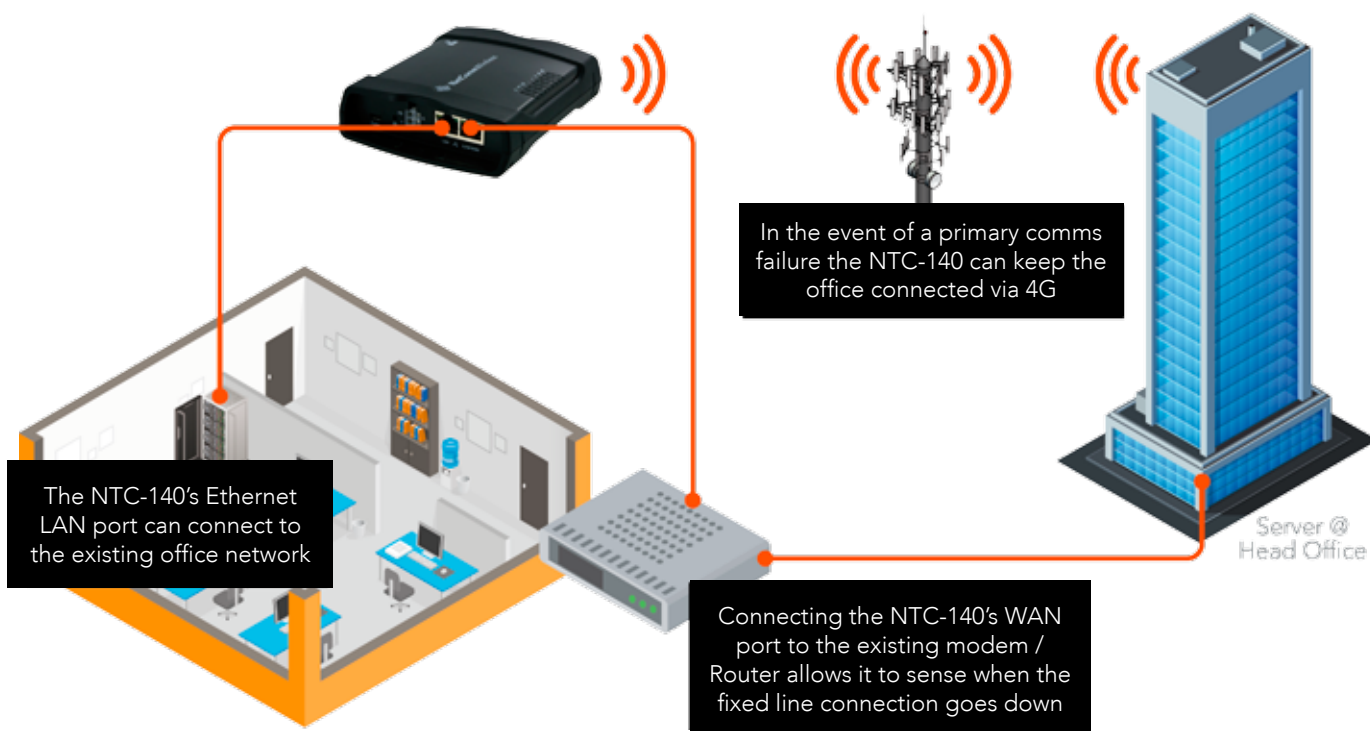 In the event of a primary comms
failure the NTC-140 can keep the
office connected via 4G
The NTC-140's Ethernet
LAN port can connect to
the existing office network
Server @
Head Office
Connecting the NTC-140's WAN
port to the existing modem /
Router allows it to sense when the
fixed line connection goes down